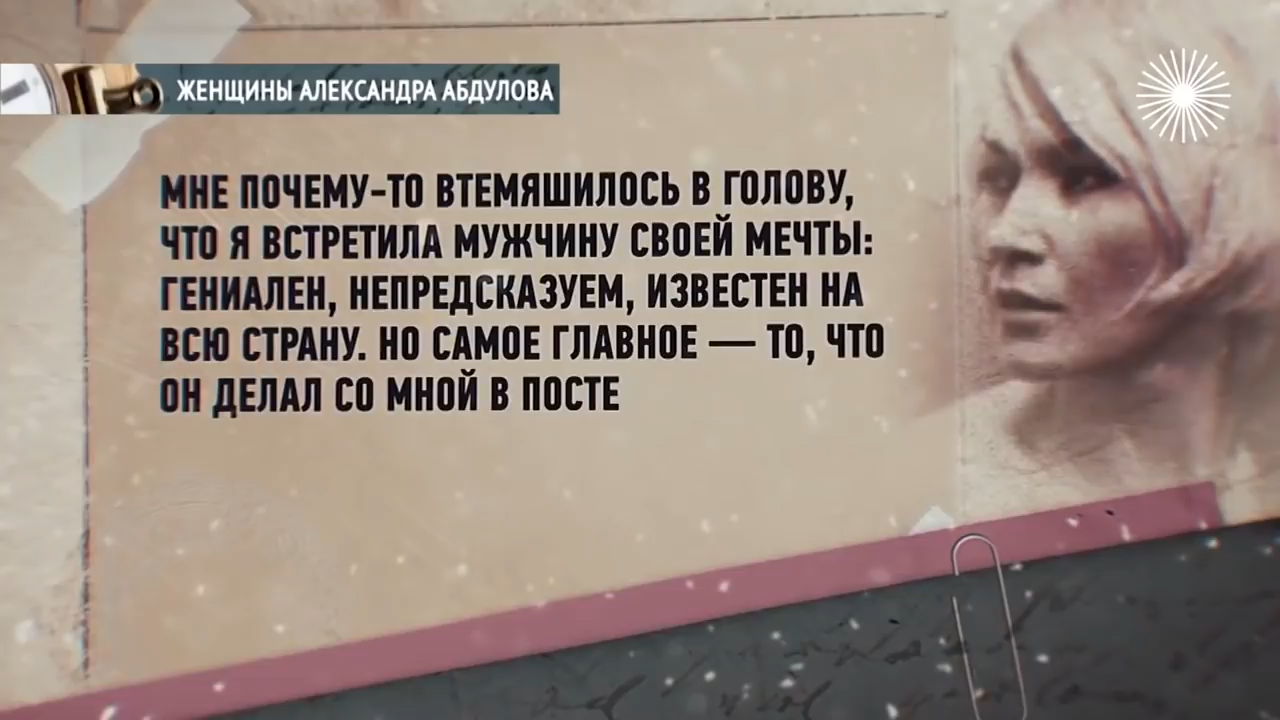 ЖЕНЩИНЫ АЛЕКСАНДРА АБДУЛОВА
МНЕ ПОЧЕМУ-ТО ВТЕМЯШИЛОСЬ В ГОЛОВУ,
ЧТО Я ВСТРЕТИЛА МУЖЧИНУ СВОЕЙ МЕЧТЫ:
ГЕНИАЛЕН, НЕПРЕДСКАЗУЕМ, ИЗВЕСТЕН НА
ВСЮ СТРАНУ. НО САМОЕ ГЛАВНОЕ — ТО, ЧТО
ОН ДЕЛАЛ СО МНОЙ В ПОСТЕ